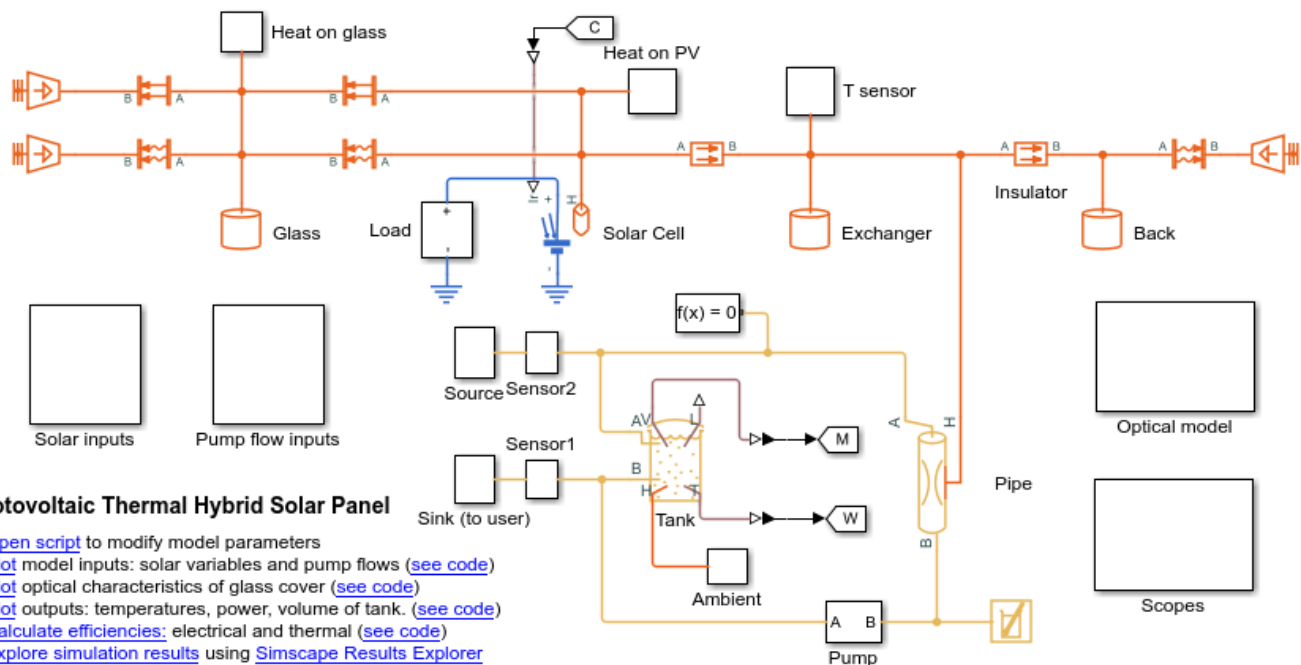 C
Heat on glass
Heat on PV
T sensor
B A B A
B A B A A B A B A B
Insulator
Ir + H
Load + -
Glass
Solar Cell
Exchanger
Back
-
f(x) = 0
Source Sensor2
Solar inputs
Pump flow inputs
Optical model
AV L
A H
M
Sensor1
B
H T
Sink (to user)
Tank
W
Pipe
B
Ambient
Scopes
A B
Pump
otovoltaic Thermal Hybrid Solar Panel
pen script to modify model parameters
ot model inputs: solar variables and pump flows (see code)
ot optical characteristics of glass cover (see code)
ot outputs: temperatures, power, volume of tank. (see code)
alculate efficiencies: electrical and thermal (see code)
xplore simulation results using Simscape Results Explorer